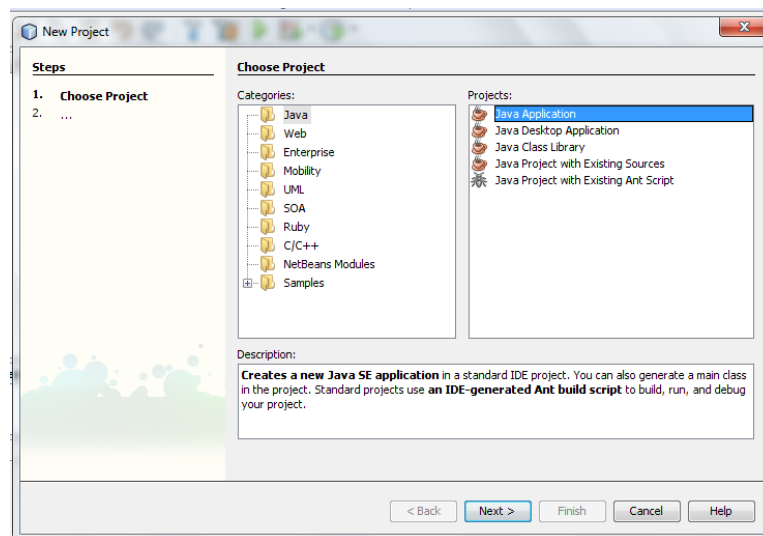 New Project
Steps
1. Choose Project
2. ...
Choose Project
Categories:
Java
Web
Enterprise
Mobility
UML
SOA
Ruby
C/C++
NetBeans Modules
Samples
Projects:
Java Application
Java Desktop Application
Java Class Library
Java Project with Existing Sources
Java Project with Existing Ant Script
Description:
Creates a new Java SE application in a standard IDE project. You can also generate a main class
in the project. Standard projects use an IDE-generated Ant build script to build, run, and debug
your project.
< Back
Next >
Finish
Cancel
Help